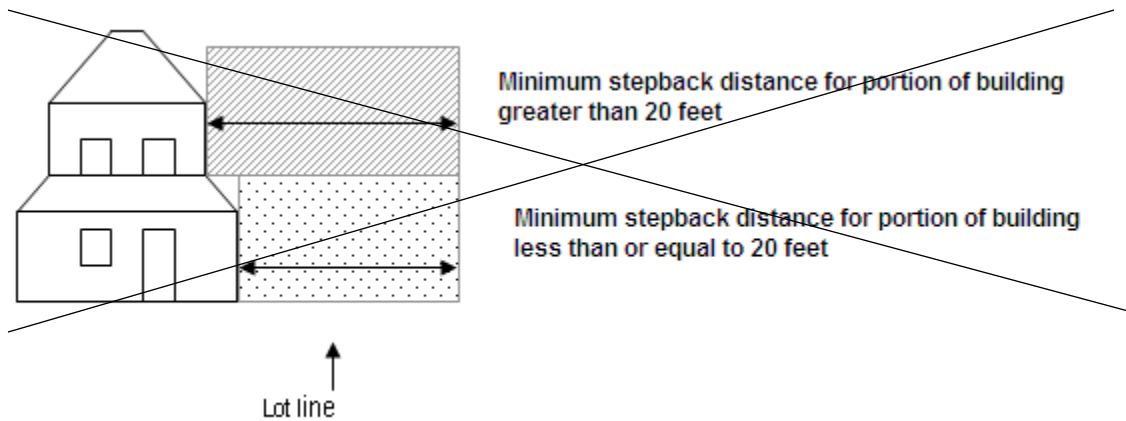 Minimum stepback distance for portion of building
greater than 20 feet
Minimum stepback distance for portion of building
less than or equal to 20 feet
Lot line